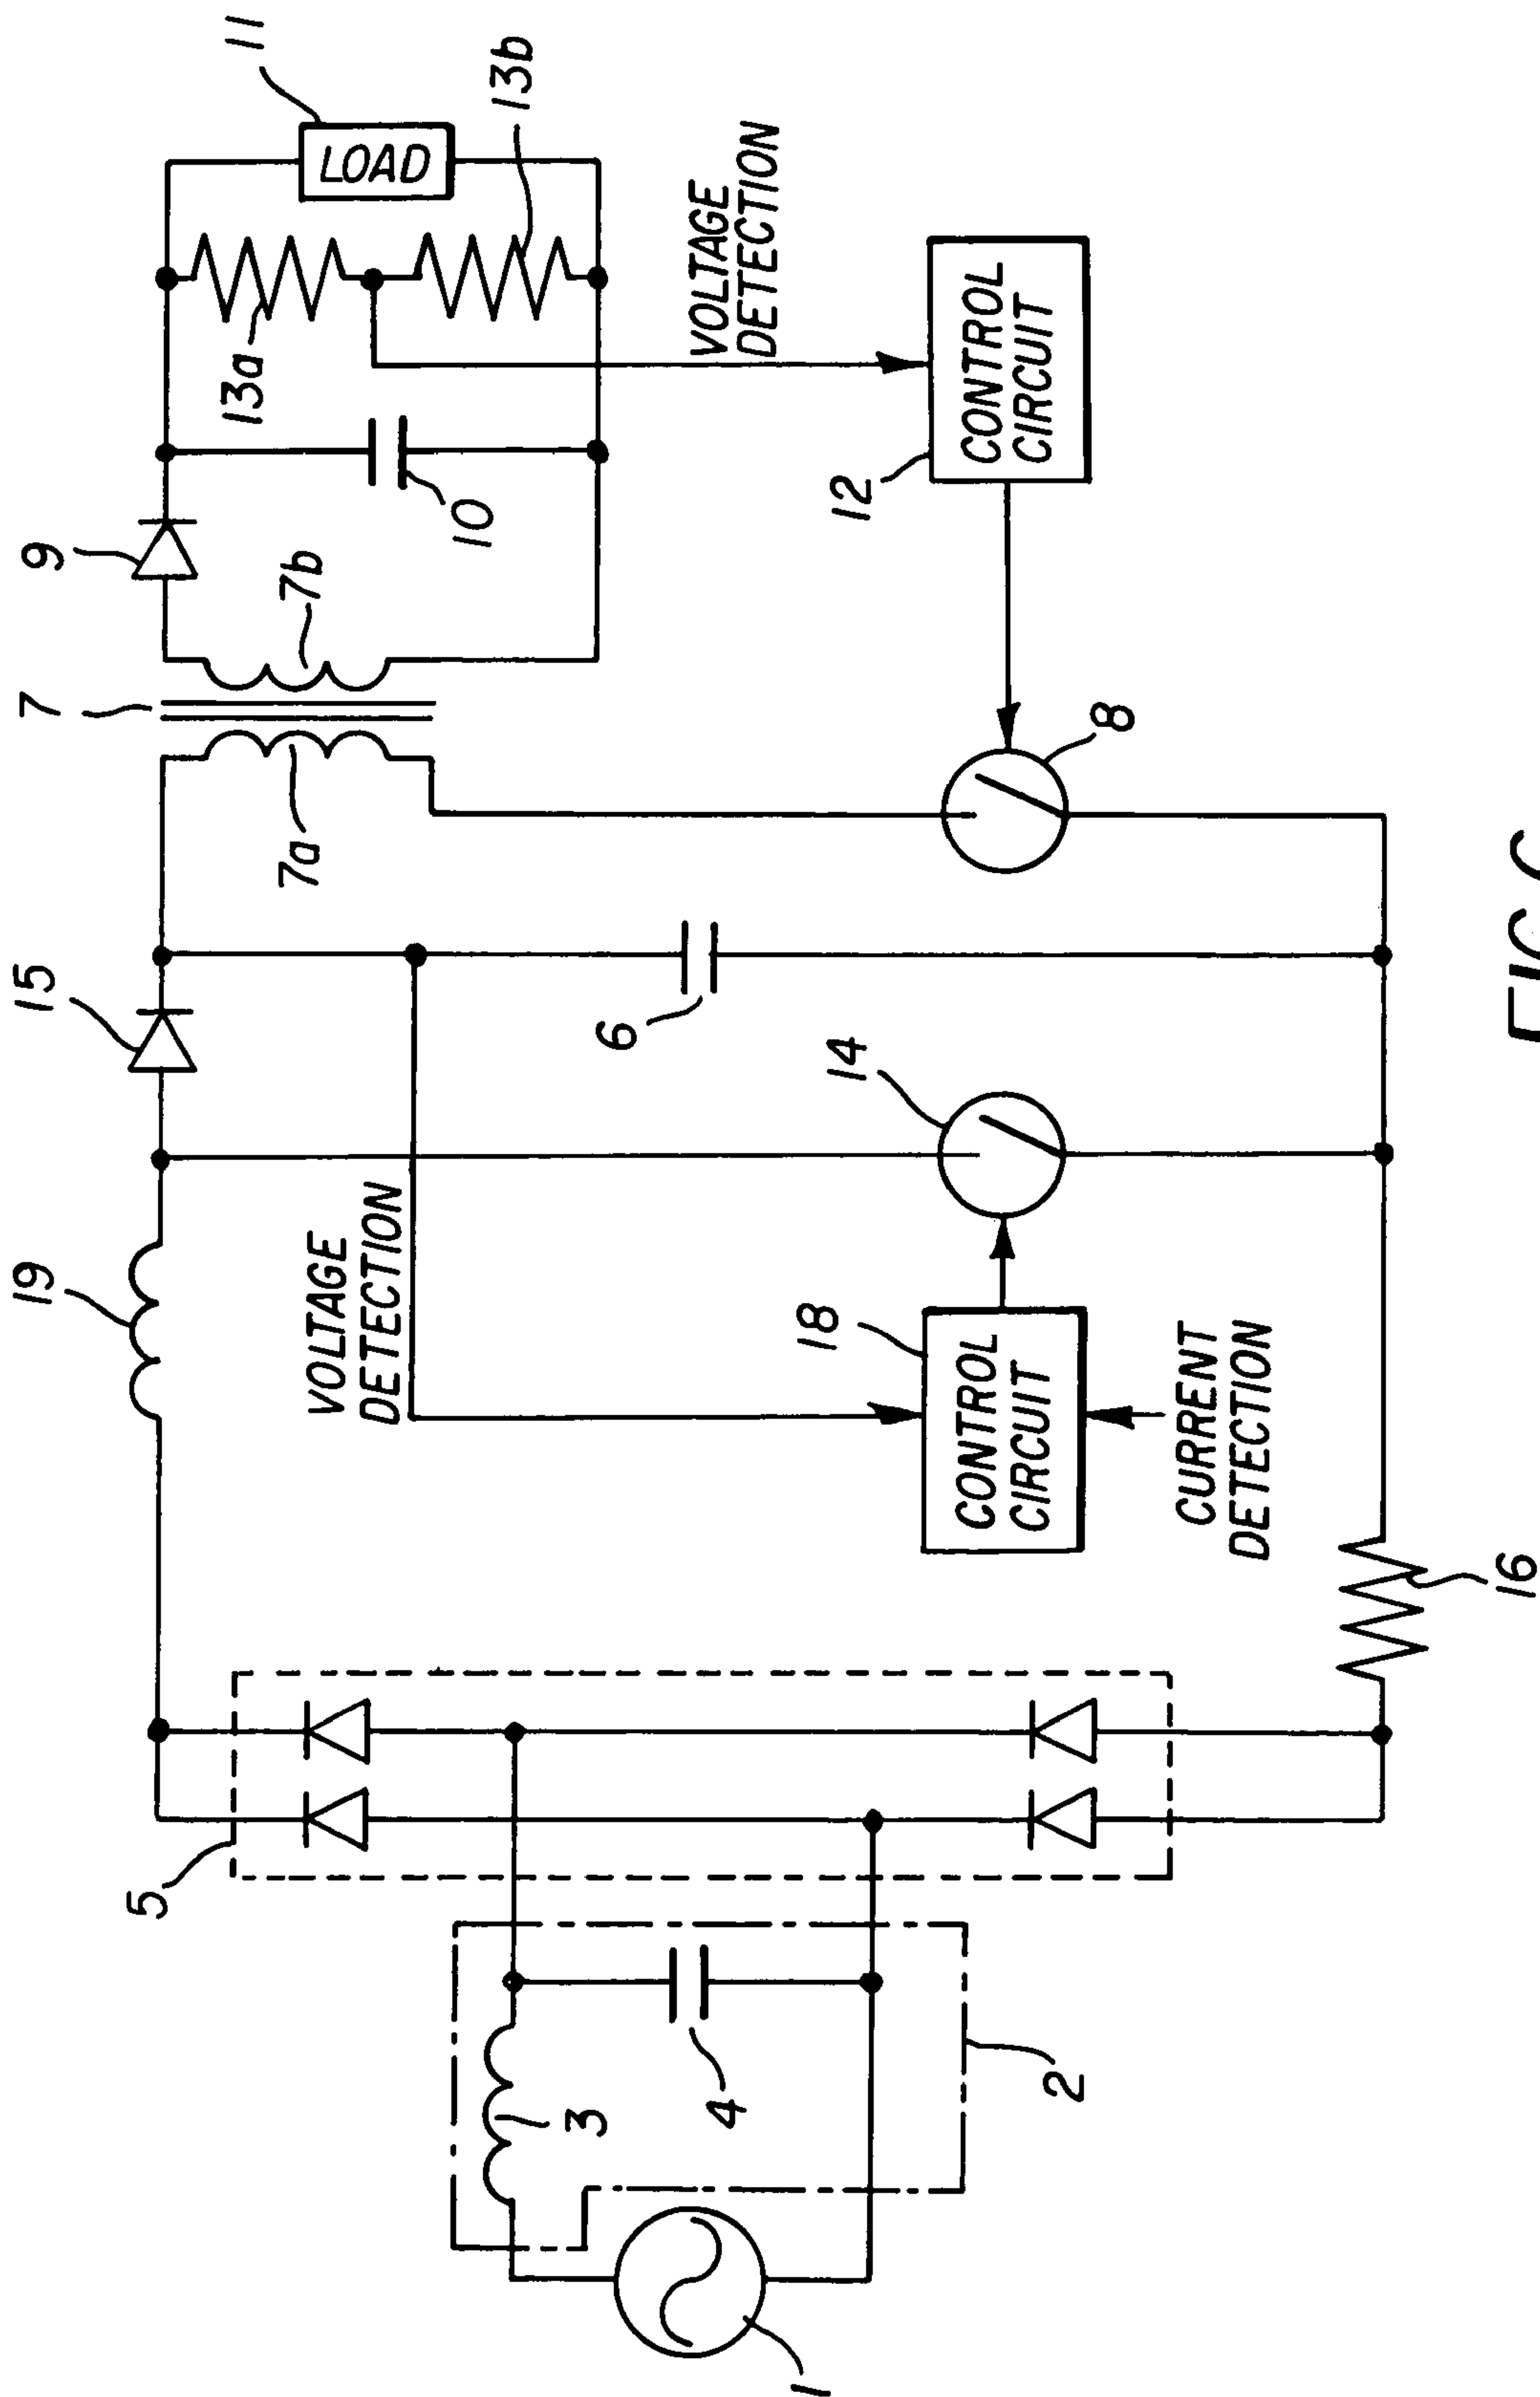 19
15
7
9
11
5
VOLTAGE
DETECTION
7a
7b
13a
13b
LOAD
10
3
4
6
VOLTAGE
DETECTION
18
14
12
CONTROL
CIRCUIT
CONTROL
CIRCUIT
1
2
8
CURRENT
DETECTION
16